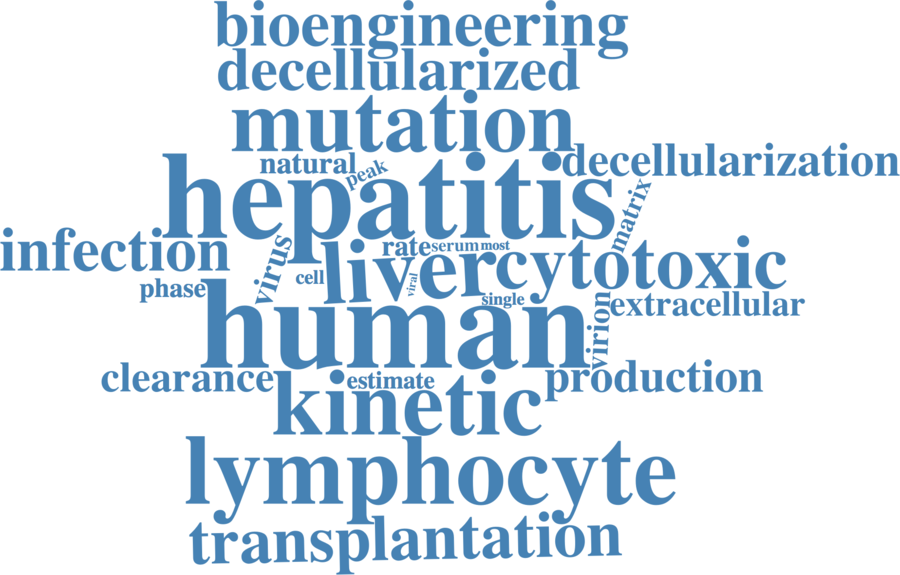 bioengineering
decellularized
mutation
natural
peak
decellularization
hepatitis
matrix
infection
virus
rate
serum
most
cell
liver
viral
cytotoxic
phase
single
human
virion
extracellular
clearance
estimate
production
kinetic
lymphocyte
transplantation